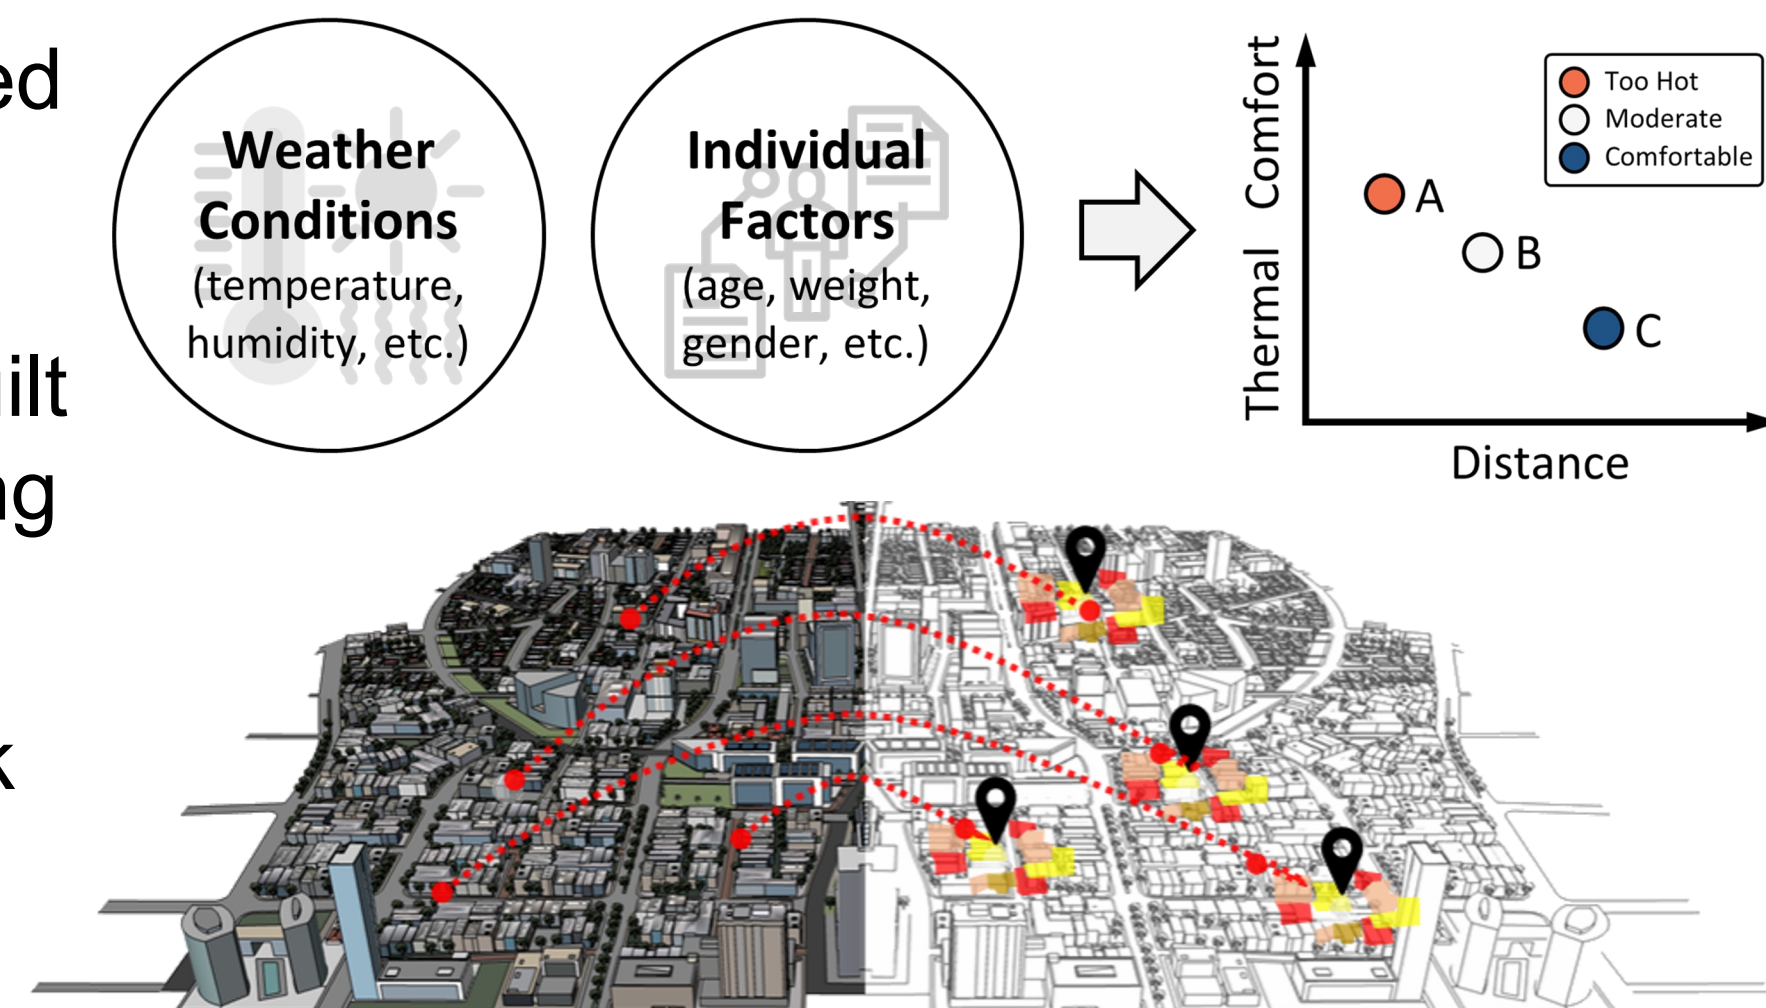 ed
ilt
ng
k
Weather
Conditions
(temperature,
humidity, etc.)
Individual
Factors
(age, weight,
gender, etc.)
Thermal Comfort
Too Hot
Moderate
Comfortable
A
B
C
Distance